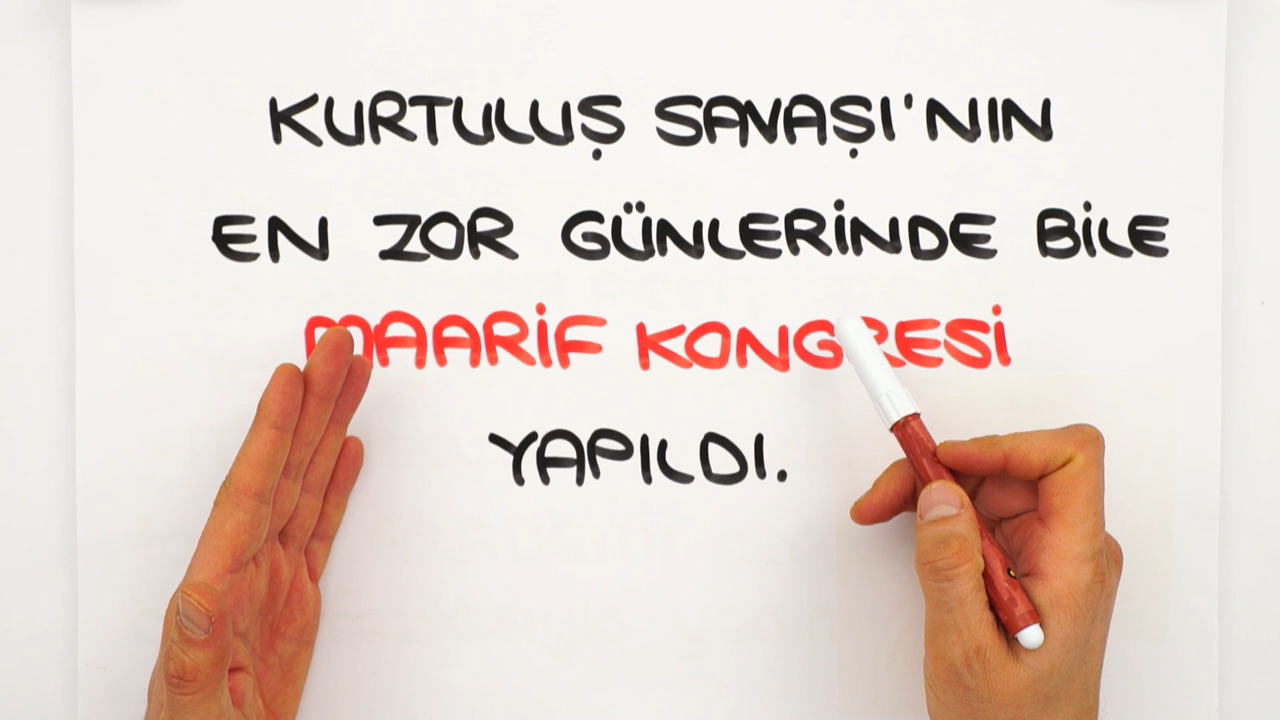 KURTULUŞ SAVAŞI'NIN
EN ZOR GÜNLERİNDE BİLE
MAARİF KONGRESİ
YAPILDI.